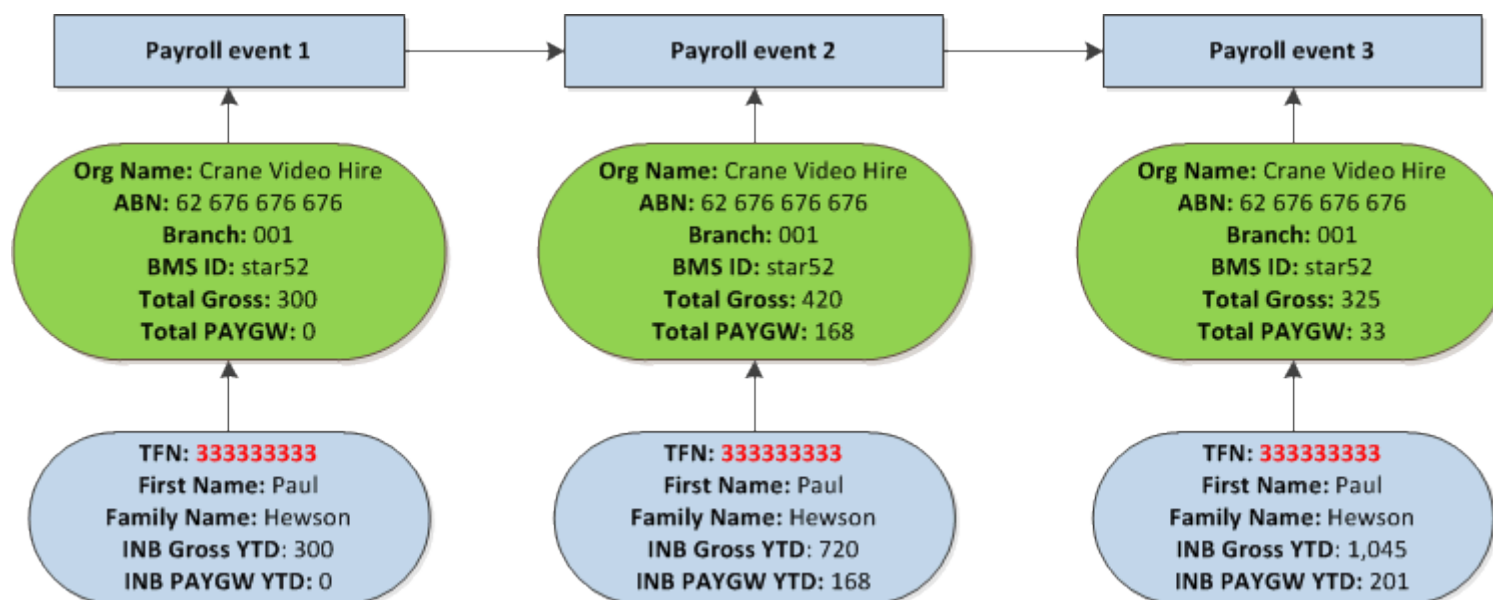 Payroll event 1
Payroll event 2
Payroll event 3
Org Name: Crane Video Hire
ABN: 62 676 676 676
Branch: 001
BMS ID: star52
Total Gross: 300
Total PAYGW: 0
Org Name: Crane Video Hire
ABN: 62 676 676 676
Branch: 001
BMS ID: star52
Total Gross: 420
Total PAYGW: 168
Org Name: Crane Video Hire
ABN: 62 676 676 676
Branch: 001
BMS ID: star52
Total Gross: 325
Total PAYGW: 33
TFN: 333333333
First Name: Paul
Family Name: Hewson
INB Gross YTD: 300
INB PAYGW YTD: 0
TFN: 333333333
First Name: Paul
Family Name: Hewson
INB Gross YTD: 720
INB PAYGW YTD: 168
TFN: 333333333
First Name: Paul
Family Name: Hewson
INB Gross YTD: 1,045
INB PAYGW YTD: 201